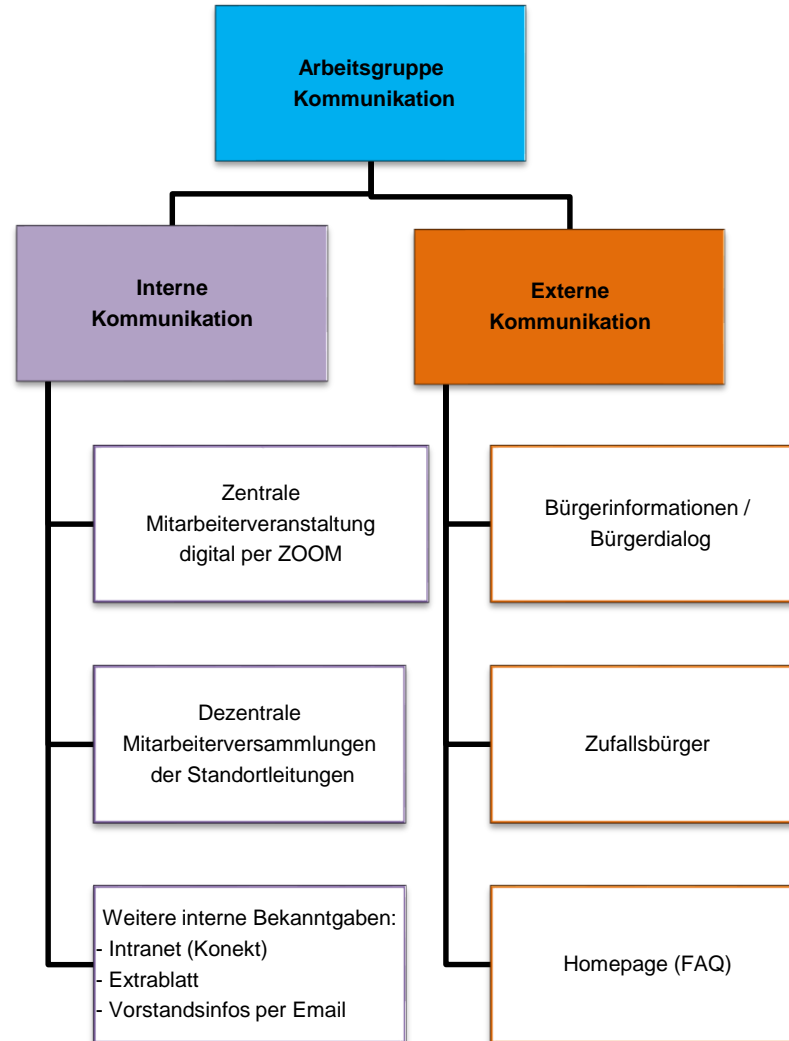 Arbeitsgruppe
Kommunikation
Interne
Kommunikation
Zentrale
Mitarbeiterveranstaltung
digital per ZOOM
Dezentrale
Mitarbeiterversammlungen
der Standortleitungen
Weitere interne Bekanntgaben:
- Intranet (Konekt)
- Extrablatt
- Vorstandsinfos per Email
Externe
Kommunikation
Bürgerinformationen /
Bürgerdialog
Zufallsbürger
Homepage (FAQ)